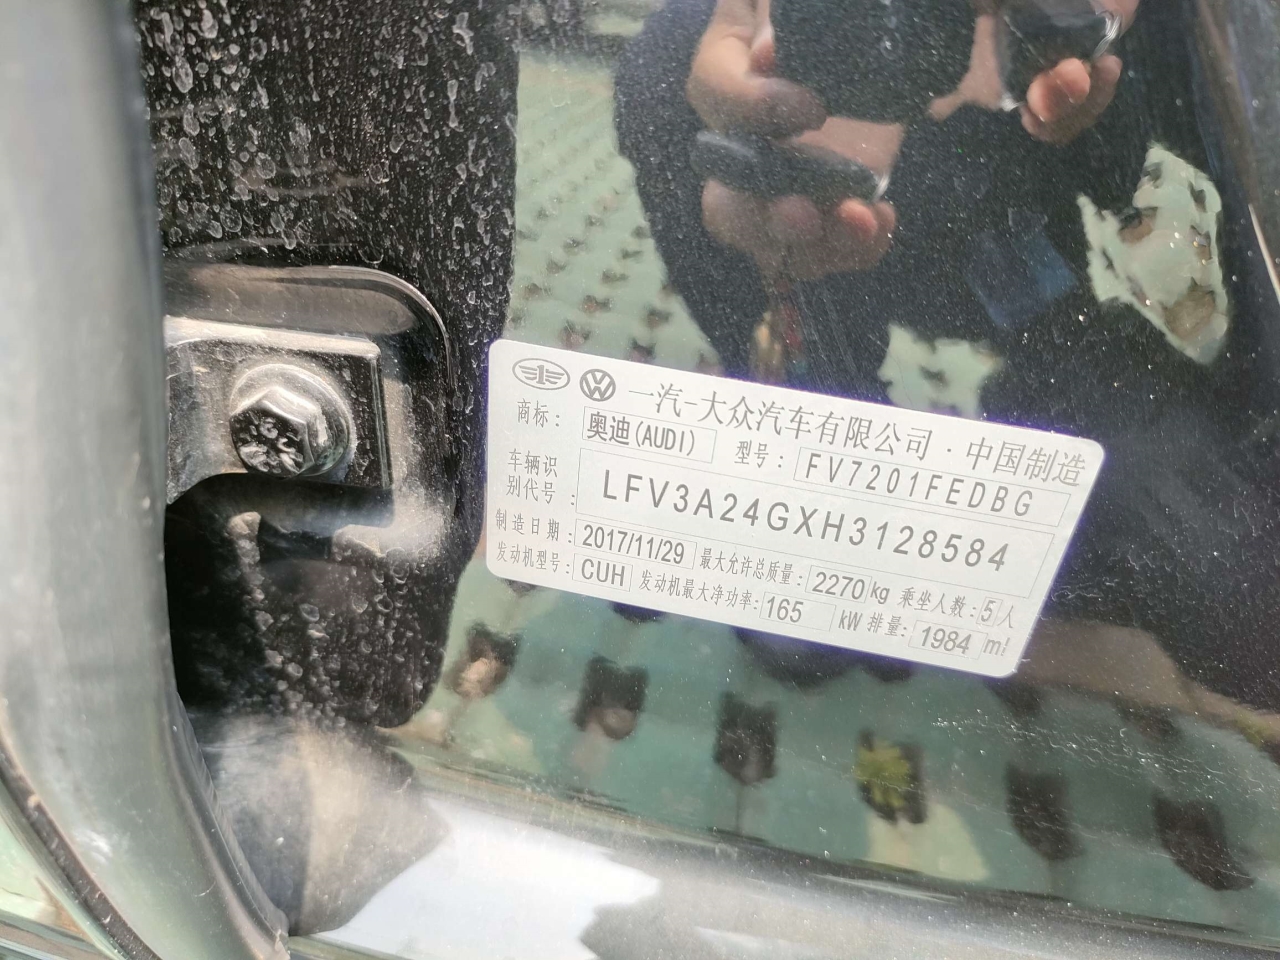 一汽-大众汽车有限公司·中国制造
商标: 奥迪(AUDI) 型号: FV7201FEDBG
车辆识别代号: LFV3A24GXH3128584
制造日期: 2017/11/29 最大允许总质量: 2270 kg 乘坐人数: 5 人
发动机型号: CUH 发动机最大净功率: 165 kW 排量: 1984 ml